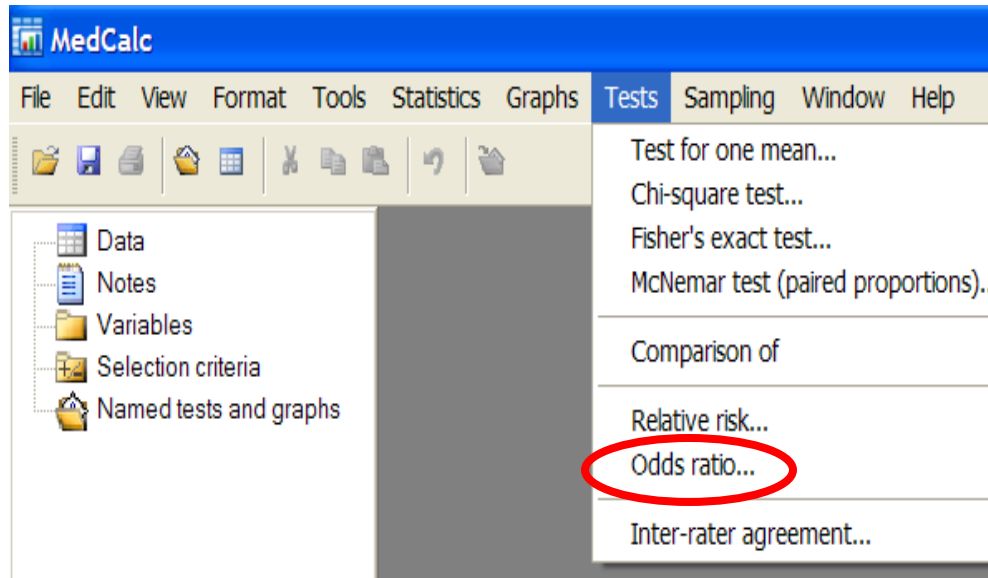 MedCalc
File Edit View Format Tools Statistics Graphs Tests Sampling Window Help
Test for one mean...
Chi-square test...
Fisher's exact test...
McNemar test (paired proportions)..
Comparison of
Relative risk...
Odds ratio...
Inter-rater agreement...
Data
Notes
Variables
Selection criteria
Named tests and graphs